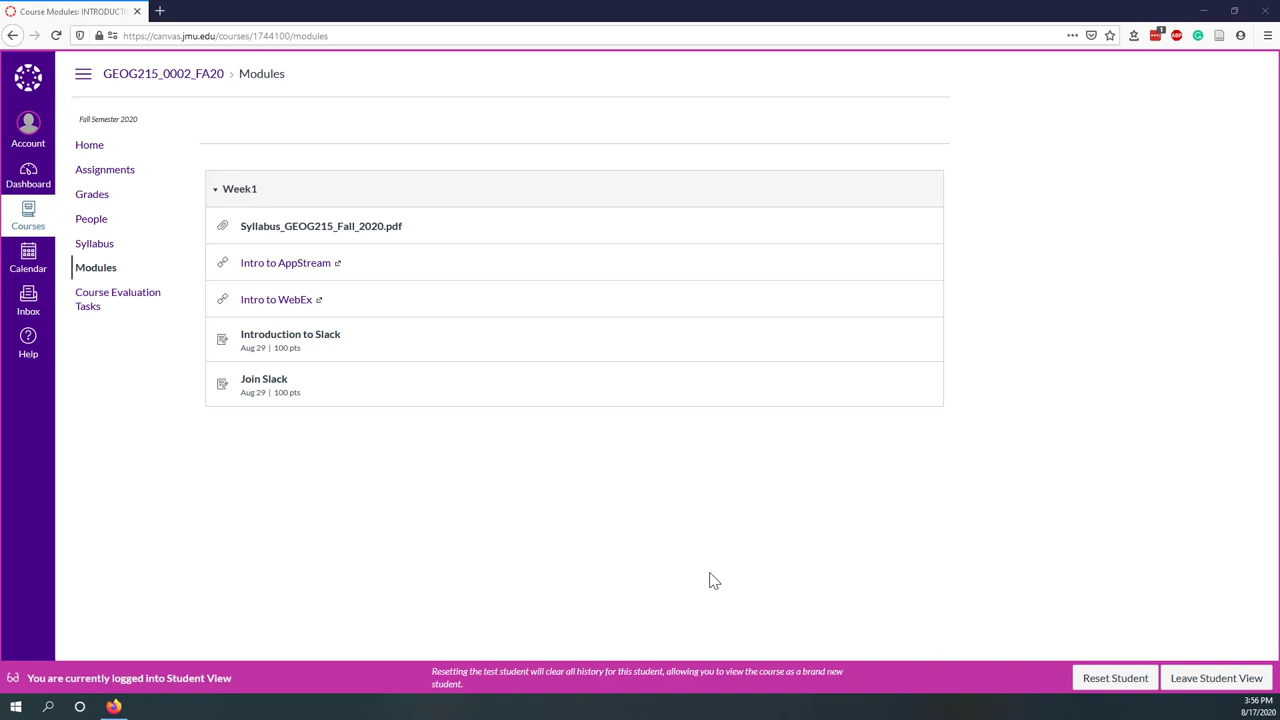 Course Modules: INTRODUCTI
https://canvas.jmu.edu/courses/1744100/modules
1
ABP
GEOG215_0002_FA20 › Modules
Fall Semester 2020
Account
Dashboard
Courses
Calendar
Inbox
Help
Home
Assignments
Grades
People
Syllabus
Modules
Course Evaluation
Tasks
Week1
Syllabus_GEOG215_Fall_2020.pdf
Intro to AppStream
Intro to WebEx
Introduction to Slack
Aug 29 | 100 pts
Join Slack
Aug 29 | 100 pts
You are currently logged into Student View
Resetting the test student will clear all history for this student, allowing you to view the course as a brand new
student.
Reset Student
Leave Student View
3:56 PM
8/17/2020